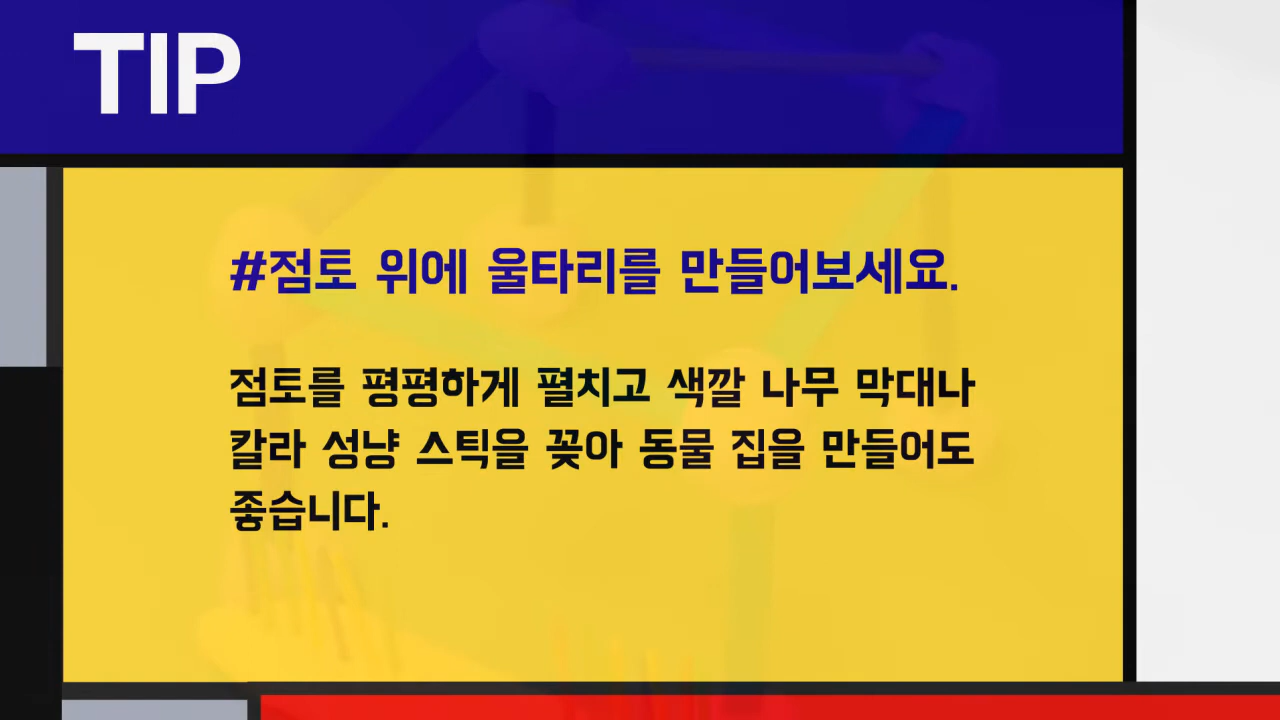 TIP
#점토 위에 울타리를 만들어보세요.
점토를 평평하게 펼치고 색깔 나무 막대나
칼라 성냥 스틱을 꽂아 동물 집을 만들어도
좋습니다.